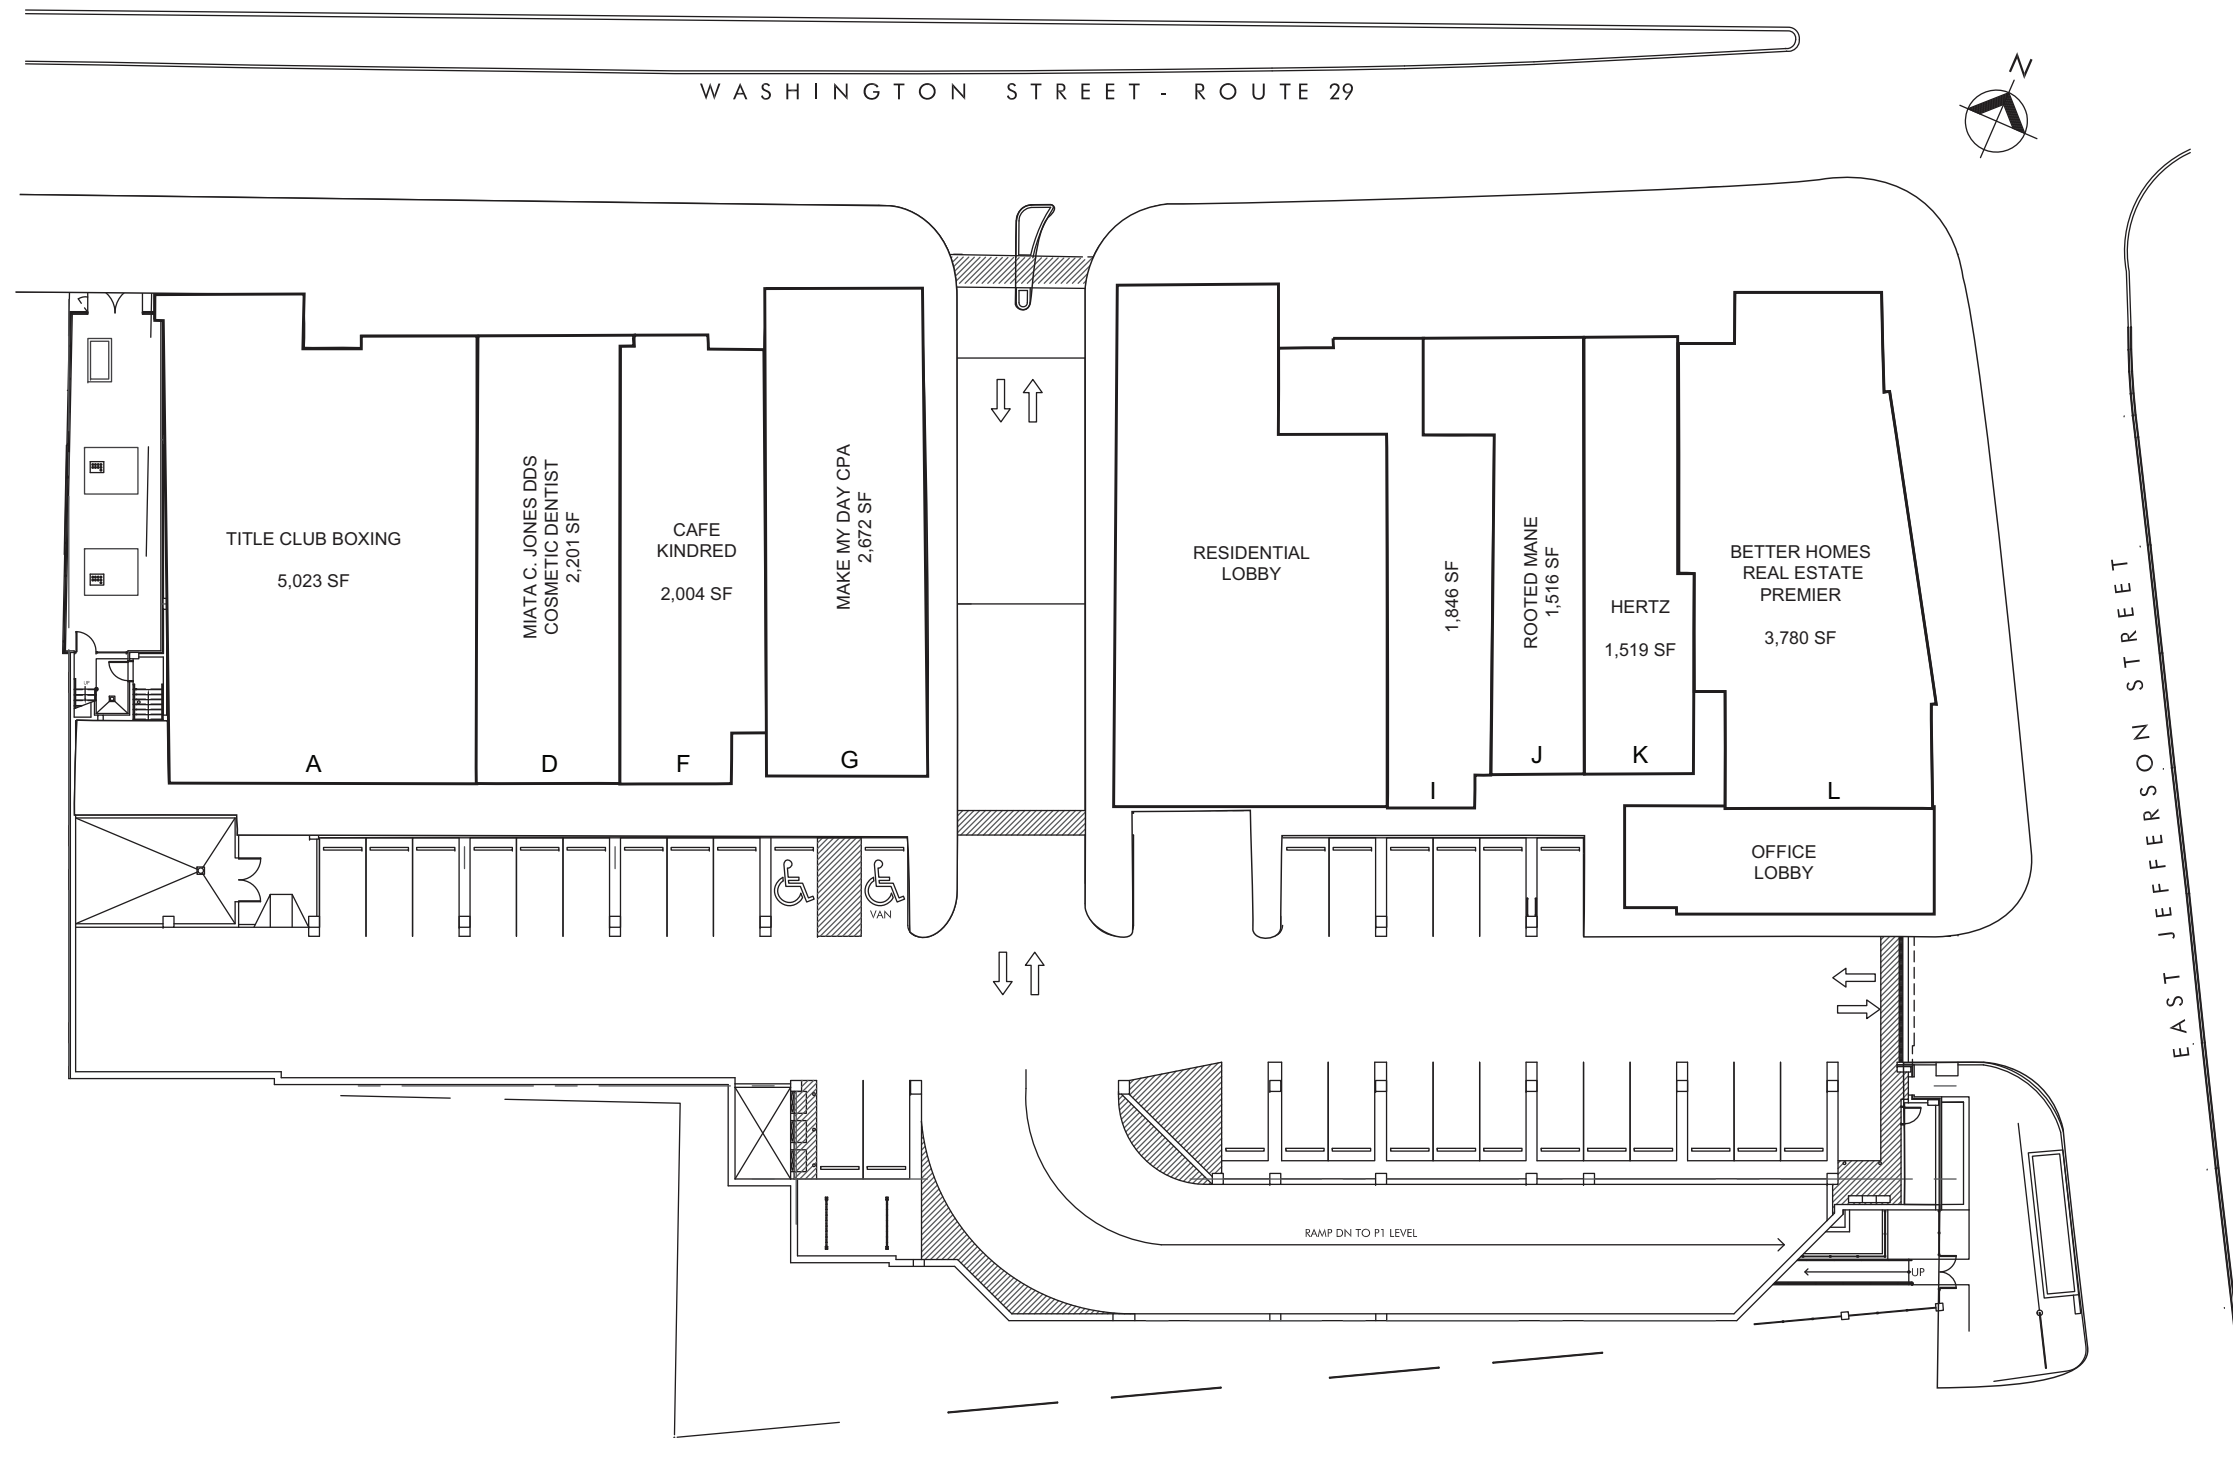 WASHINGTON STREET - ROUTE 29
N
TITLE CLUB BOXING
5,023 SF
A
MIATA C. JONES DDS
COSMETIC DENTIST
2,201 SF
D
CAFE
KINDRED
2,004 SF
F
MAKE MY DAY CPA
2,672 SF
G
RESIDENTIAL
LOBBY
1,846 SF
I
ROOTED MANE
1,516 SF
J
HERTZ
1,519 SF
K
BETTER HOMES
REAL ESTATE
PREMIER
3,780 SF
L
OFFICE
LOBBY
EAST JEFFERSON STREET
UP
VAN
RAMP DN TO P1 LEVEL
UP